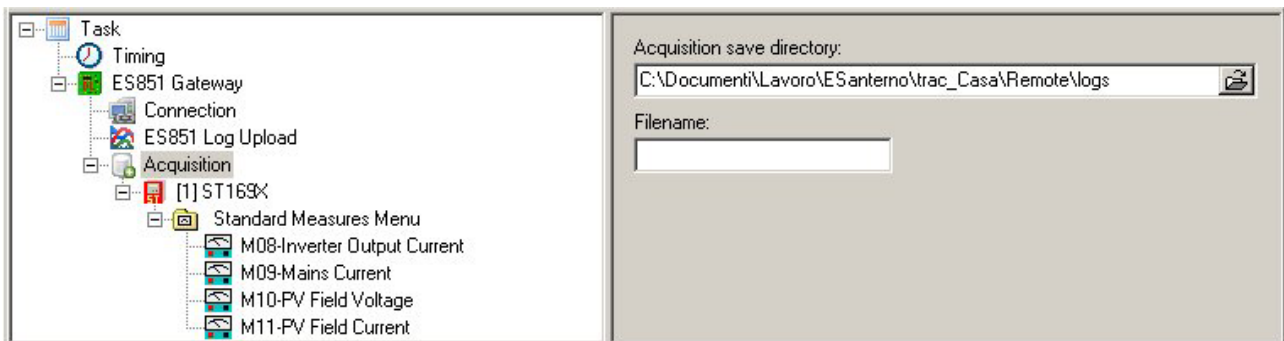 Task
Timing
ES851 Gateway
Connection
ES851 Log Upload
Acquisition
[1] ST169X
Standard Measures Menu
M08-Inverter Output Current
M09-Mains Current
M10-PV Field Voltage
M11-PV Field Current
Acquisition save directory:
C:\Documenti\Lavoro\ESanterno\trac_Casa\Remote\logs
Filename: